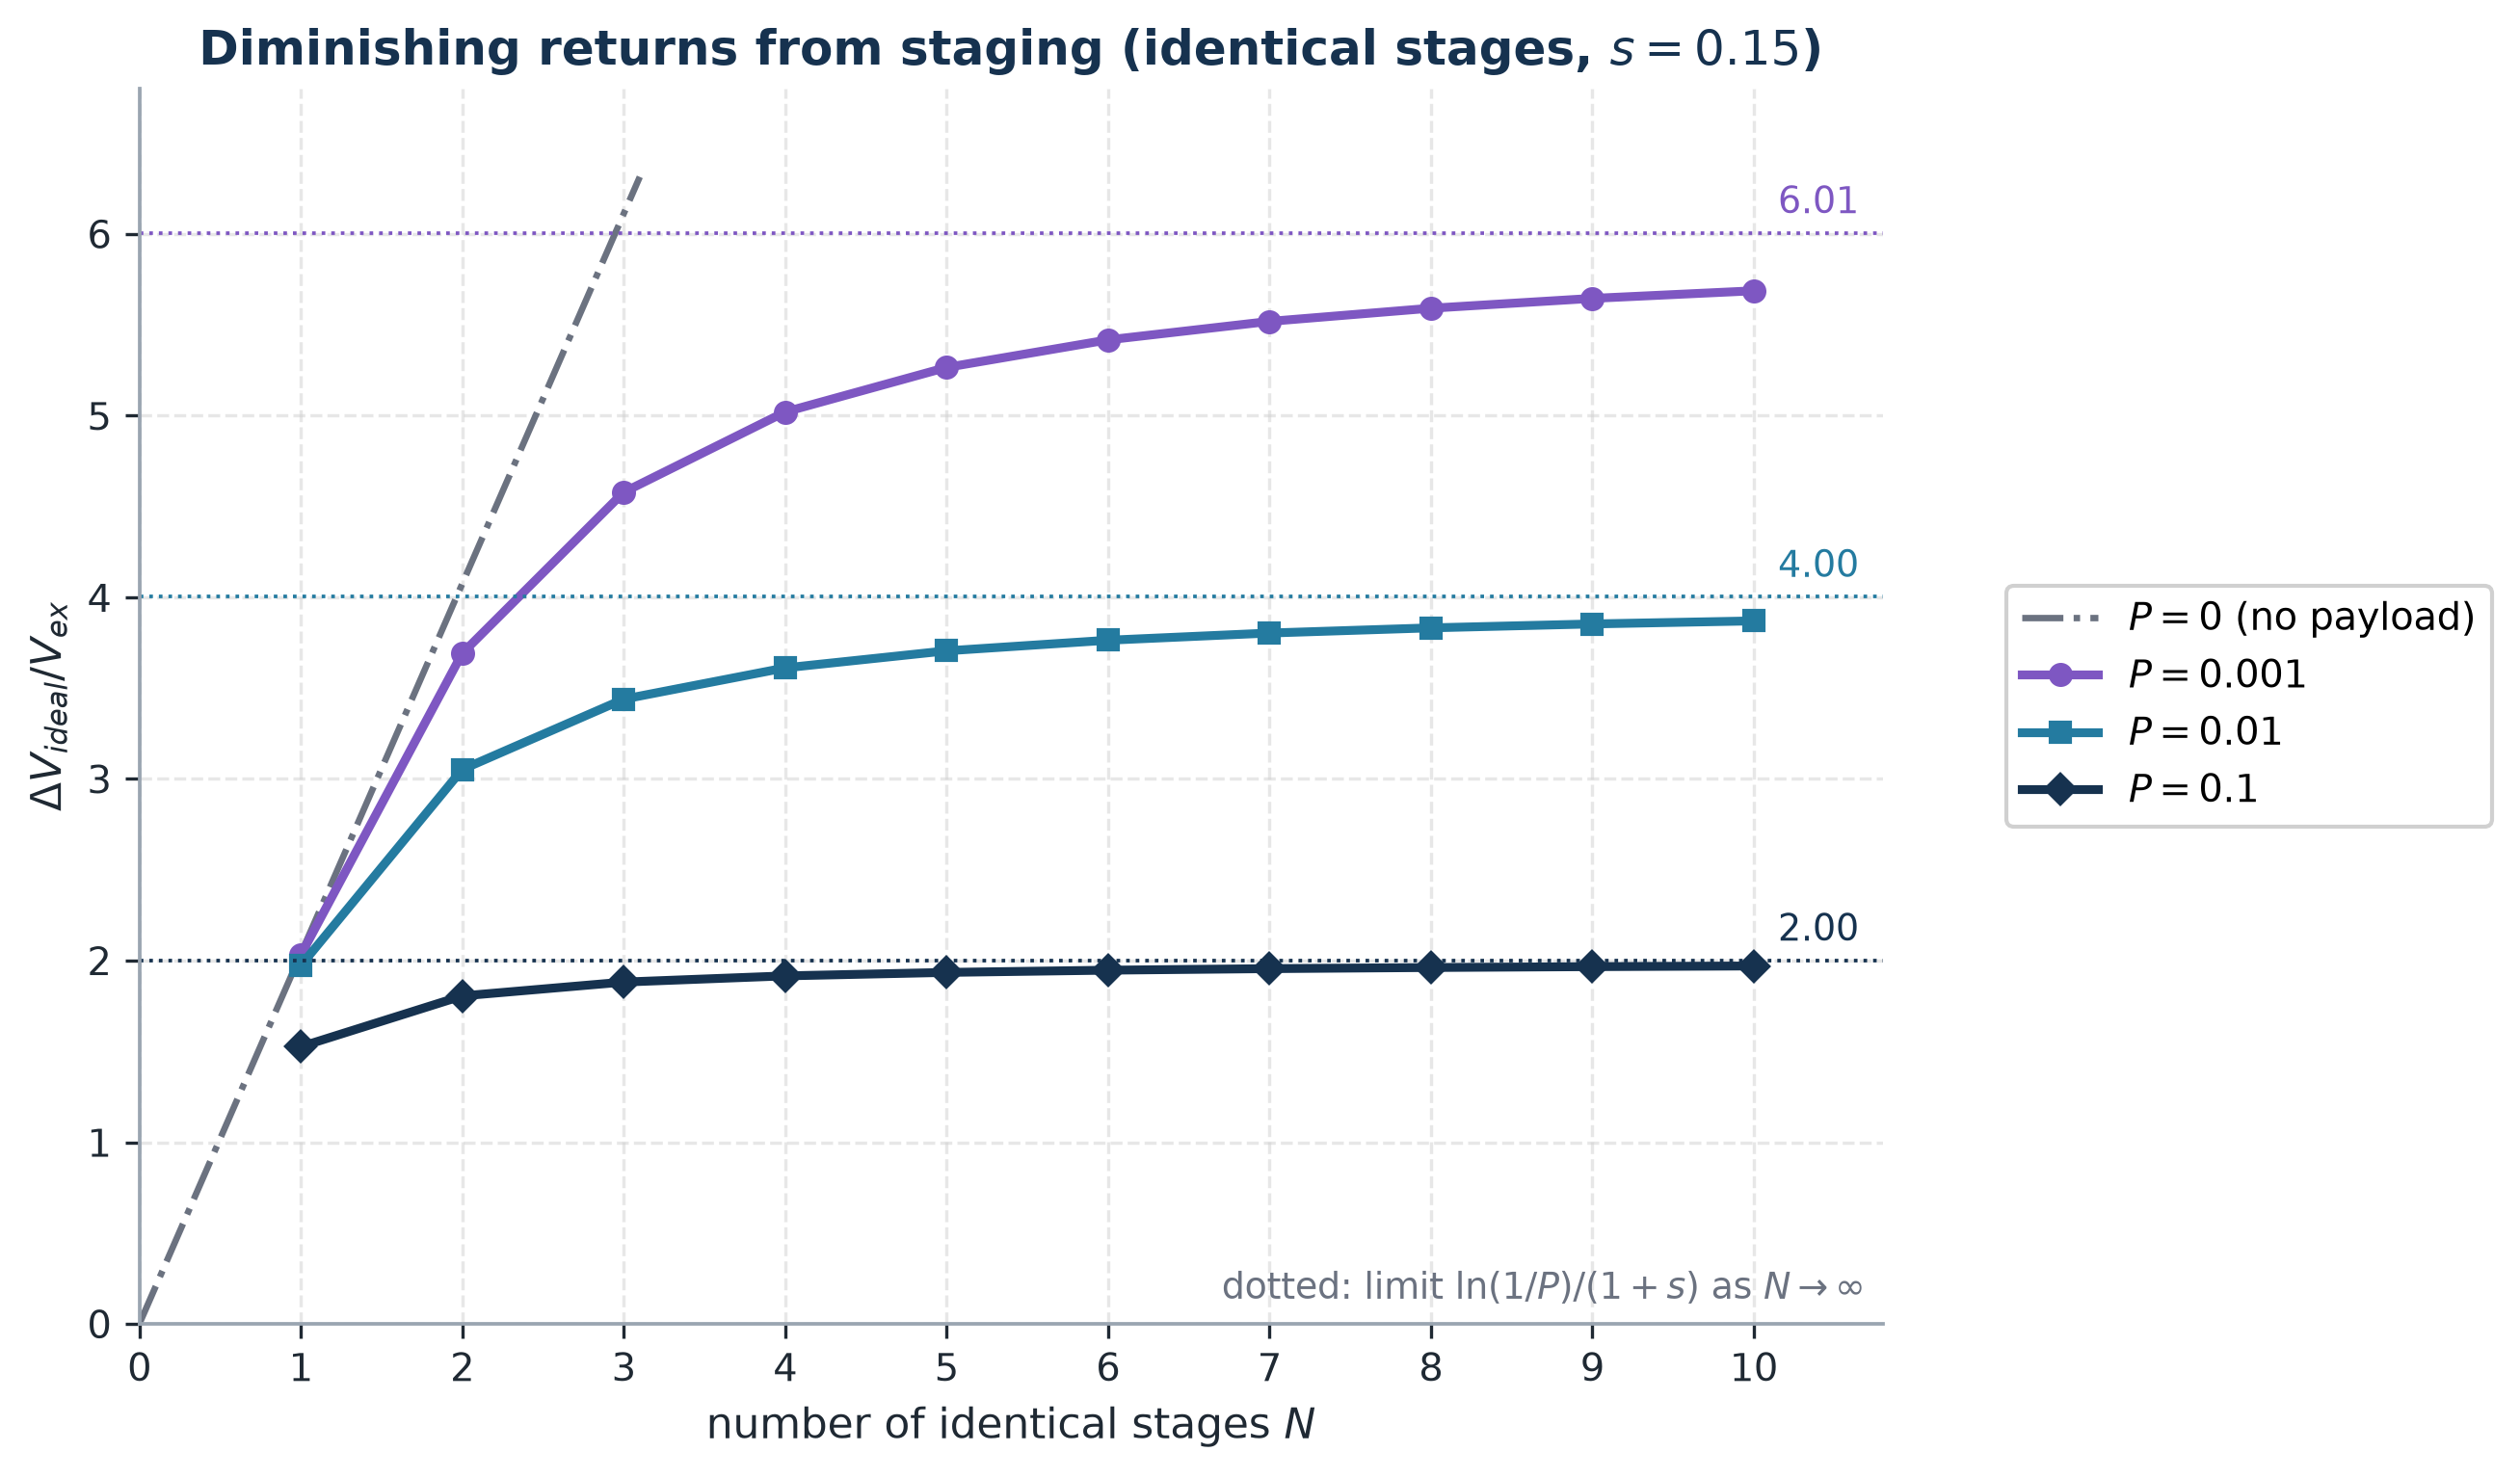 Diminishing returns from staging (identical stages, s = 0.15)
6.01
6
5
4.00
4
3
2.00
2
1
0
ΔV_ideal/V_ex
P = 0 (no payload)
P = 0.001
P = 0.01
P = 0.1
dotted: limit ln(1/P)/(1 + s) as N → ∞
0 1 2 3 4 5 6 7 8 9 10
number of identical stages N